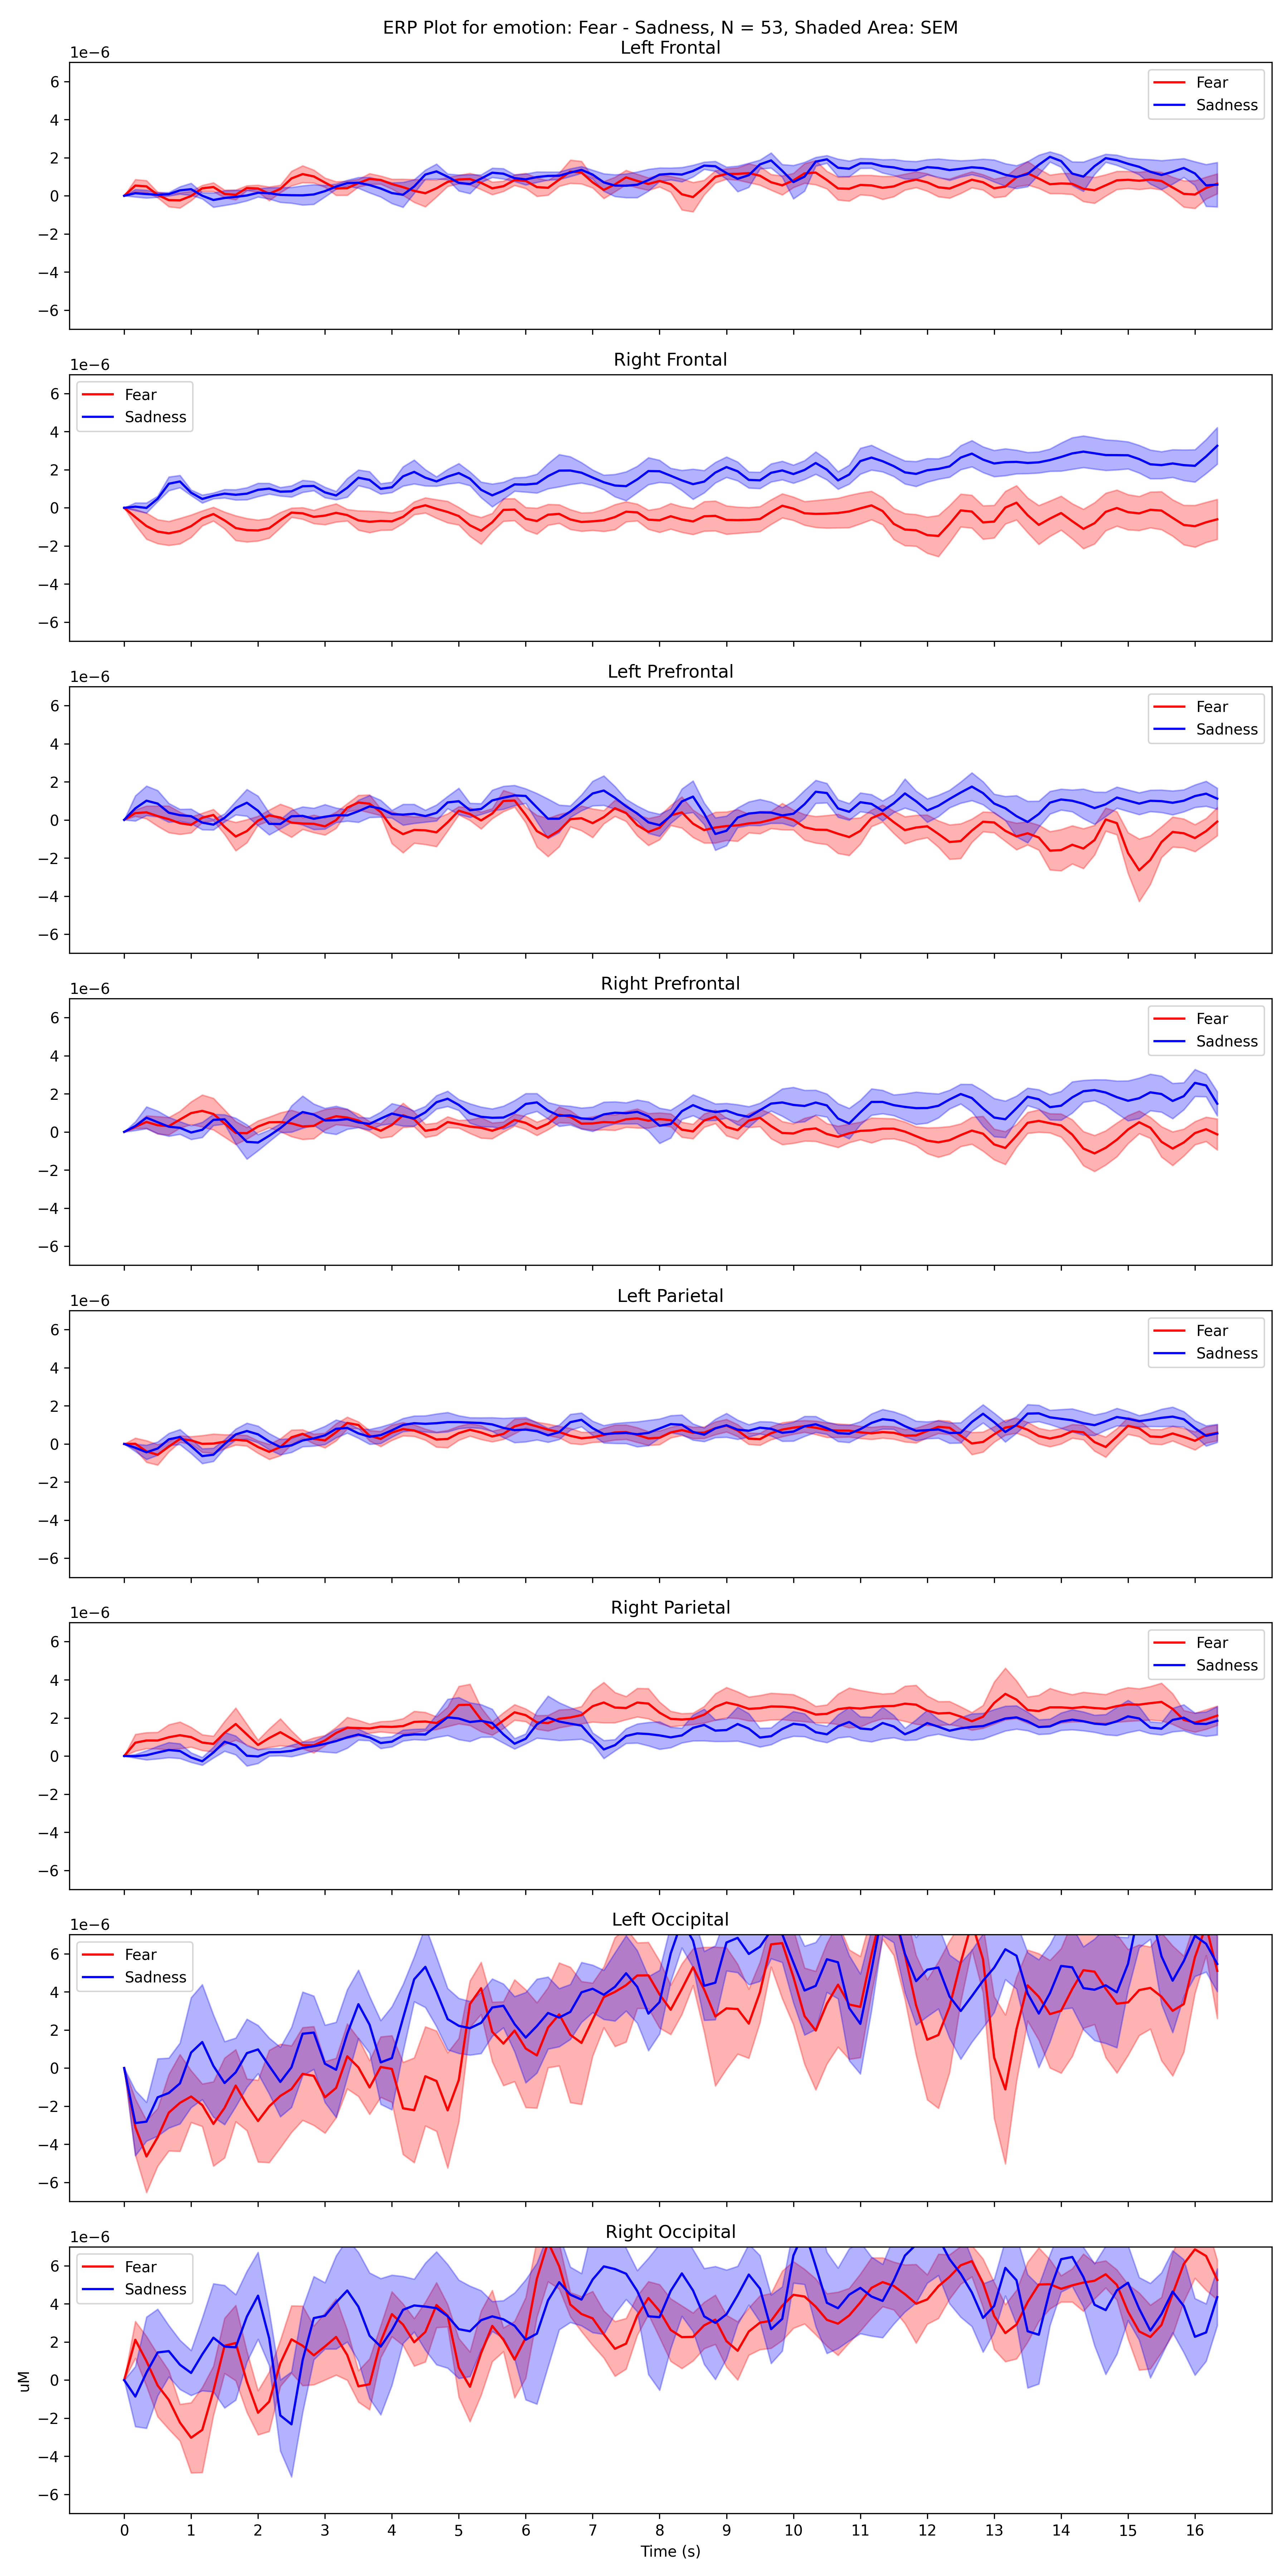 ERP Plot for emotion: Fear - Sadness, N = 53, Shaded Area: SEM
Left Frontal
1e−6
6
4
2
0
−2
−4
−6
Fear
Sadness
Right Frontal
1e−6
6
4
2
0
−2
−4
−6
Fear
Sadness
Left Prefrontal
1e−6
6
4
2
0
−2
−4
−6
Fear
Sadness
Right Prefrontal
1e−6
6
4
2
0
−2
−4
−6
Fear
Sadness
Left Parietal
1e−6
6
4
2
0
−2
−4
−6
Fear
Sadness
Right Parietal
1e−6
6
4
2
0
−2
−4
−6
Fear
Sadness
Left Occipital
1e−6
6
4
2
0
−2
−4
−6
Fear
Sadness
Right Occipital
1e−6
6
4
2
0
−2
−4
−6
Fear
Sadness
uM
0 1 2 3 4 5 6 7 8 9 10 11 12 13 14 15 16
Time (s)